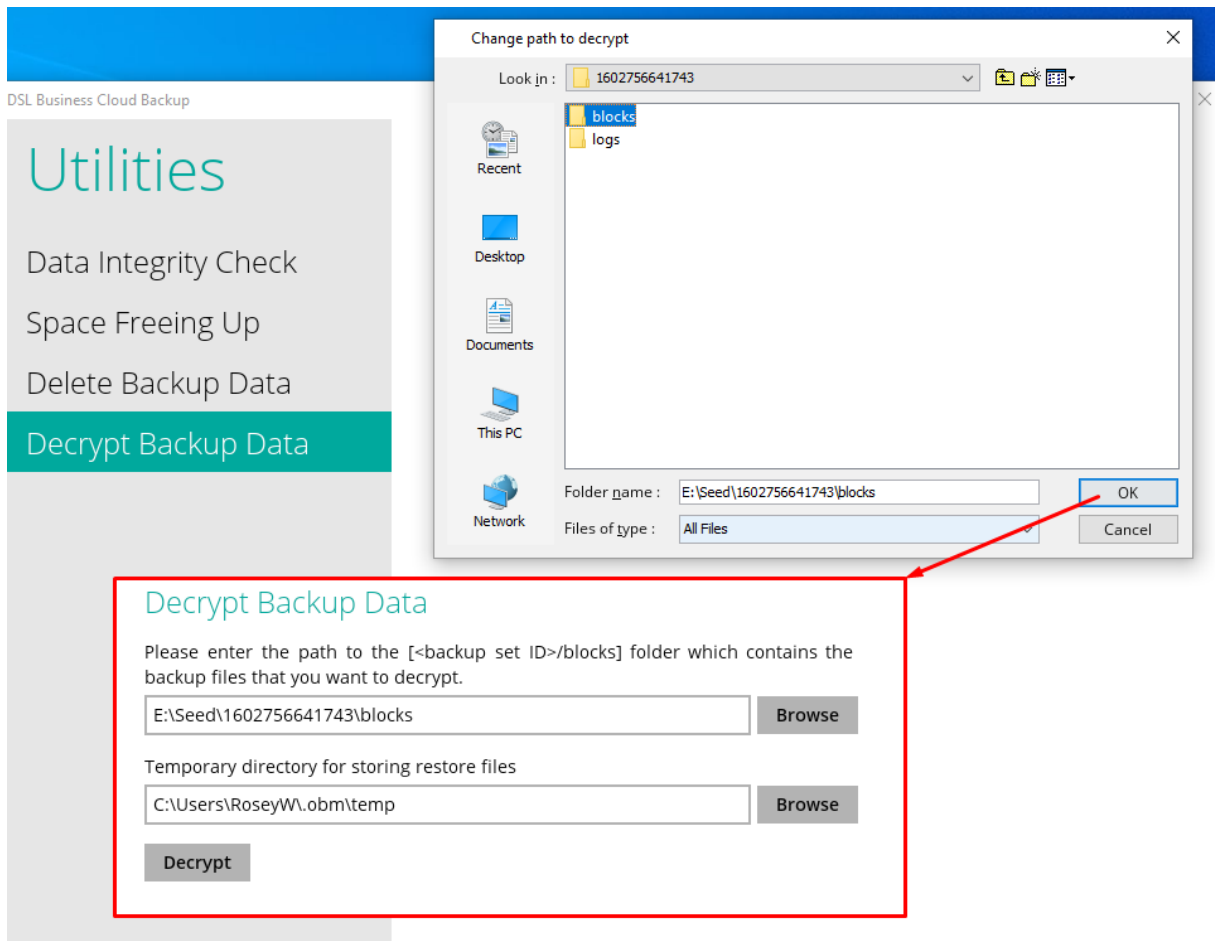 Change path to decrypt
Look in :
1602756641743
DSL Business Cloud Backup
Utilities
Data Integrity Check
Space Freeing Up
Delete Backup Data
Decrypt Backup Data
blocks
logs
Recent
Desktop
Documents
This PC
Network
Folder name :
E:\Seed\1602756641743\blocks
OK
Files of type :
All Files
Cancel
Decrypt Backup Data
Please enter the path to the [<backup set ID>/blocks] folder which contains the
backup files that you want to decrypt.
E:\Seed\1602756641743\blocks
Browse
Temporary directory for storing restore files
C:\Users\RoseyW\.obm\temp
Browse
Decrypt